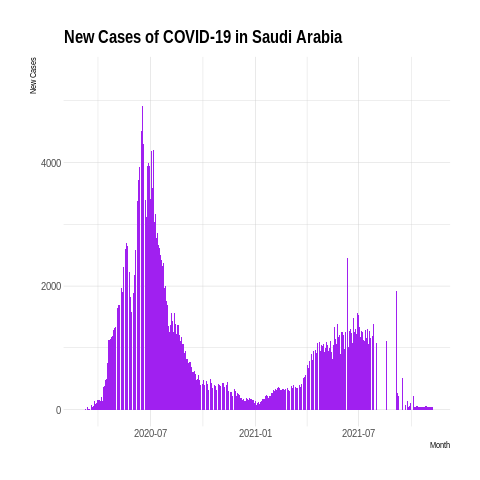 New Cases of COVID-19 in Saudi Arabia
New Cases
4000
2000
0
2020-07
2021-01
2021-07
Month